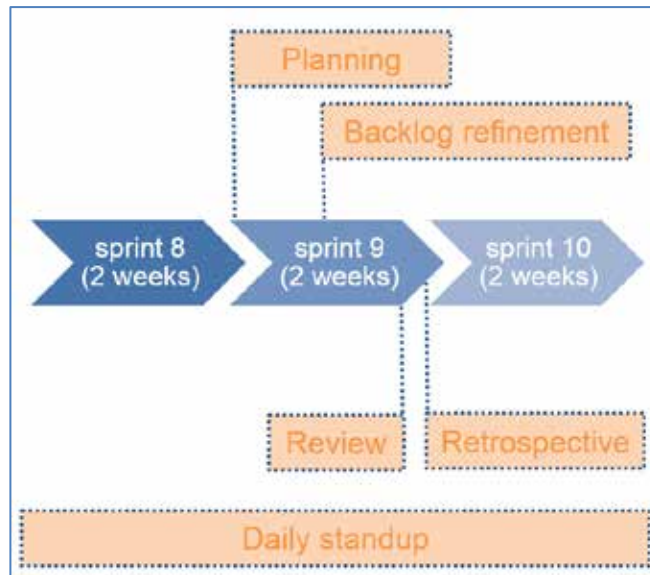 Planning
Backlog refinement
sprint 8
(2 weeks)
sprint 9
(2 weeks)
sprint 10
(2 weeks)
Review
Retrospective
Daily standup